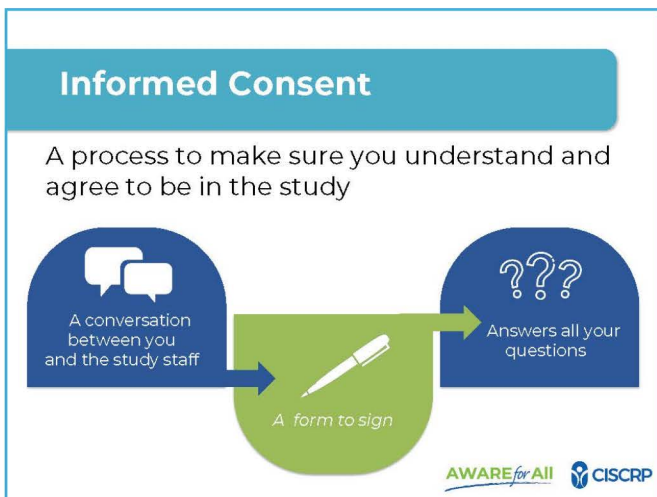 Informed Consent
A process to make sure you understand and
agree to be in the study
A conversation
between you
and the study staff
A form to sign
???
Answers all your
questions
AWARE for All
CISCRP